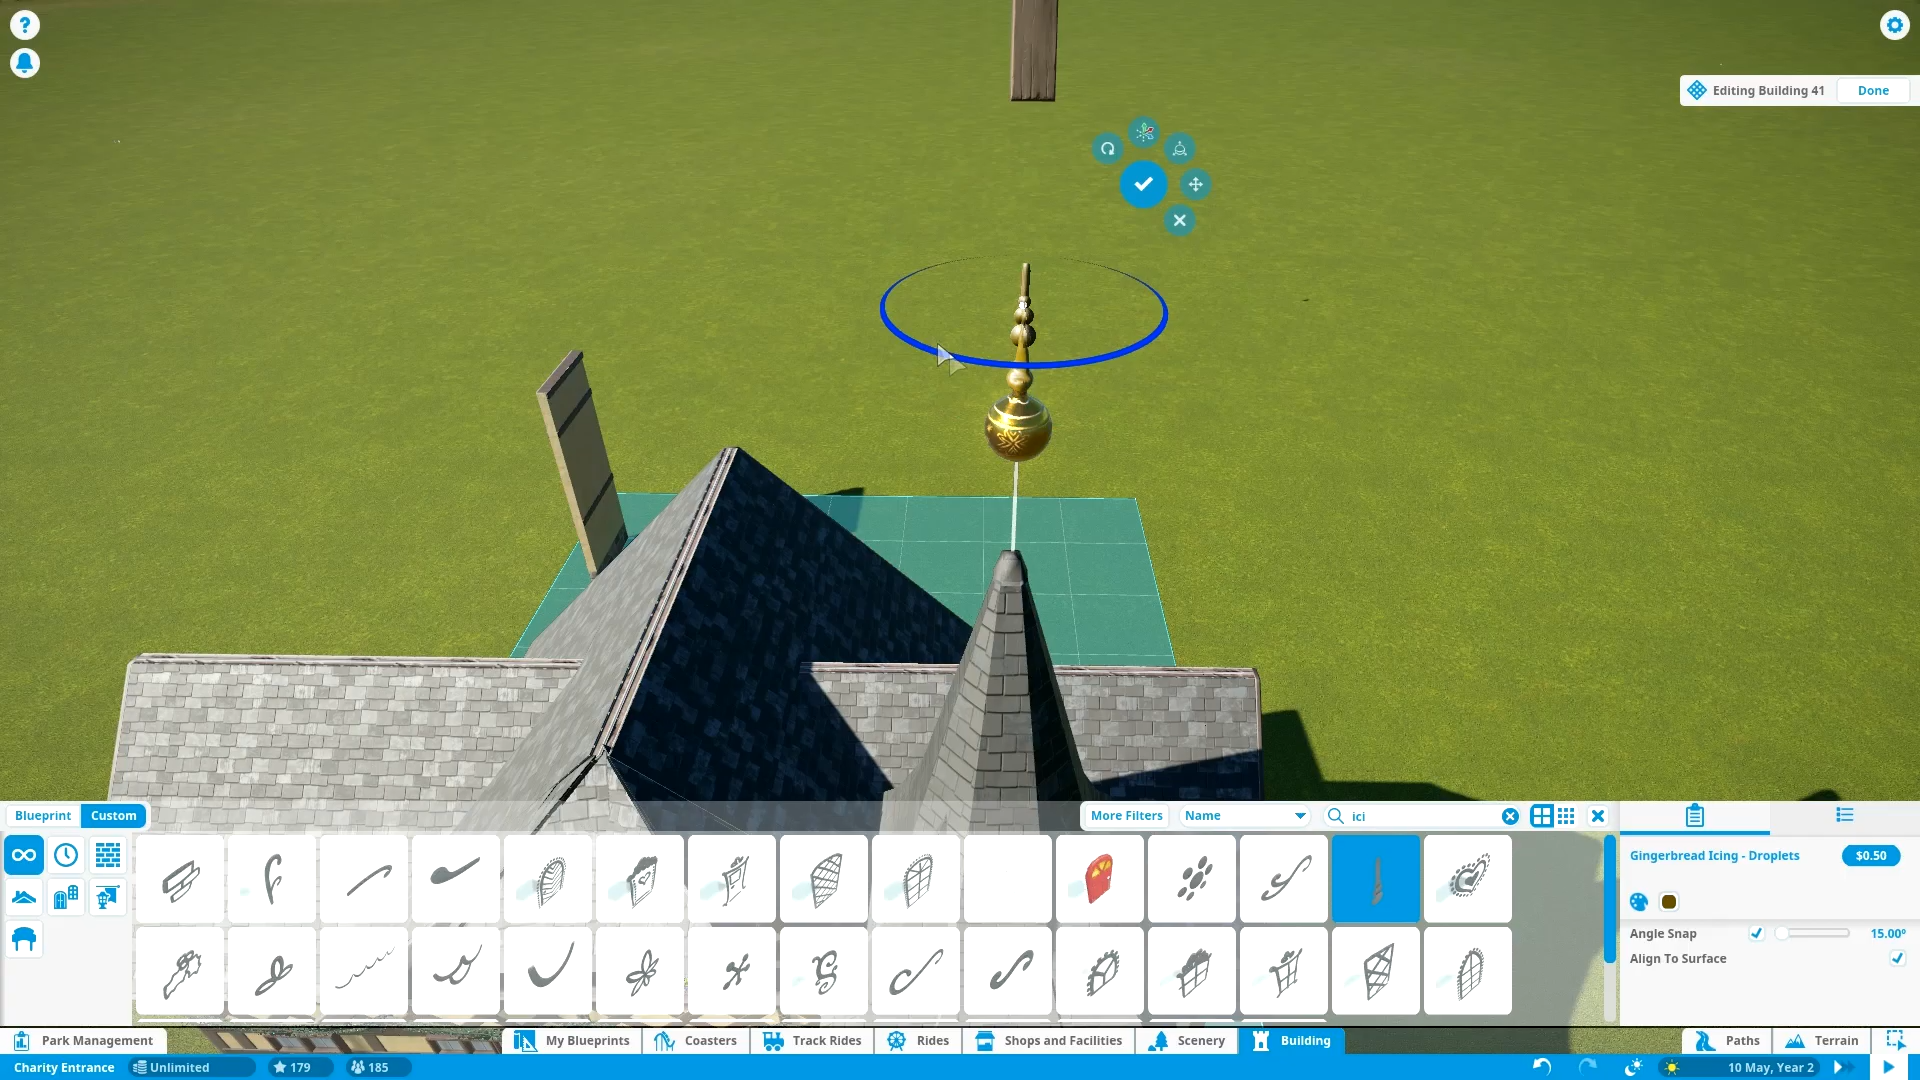 ?
Editing Building 41
Done
Blueprint
Custom
More Filters
Name
ici
Gingerbread Icing - Droplets
$0.50
Angle Snap
15.00°
Align To Surface
Park Management
My Blueprints
Coasters
Track Rides
Rides
Shops and Facilities
Scenery
Building
Paths
Terrain
Charity Entrance
Unlimited
179
185
10 May, Year 2